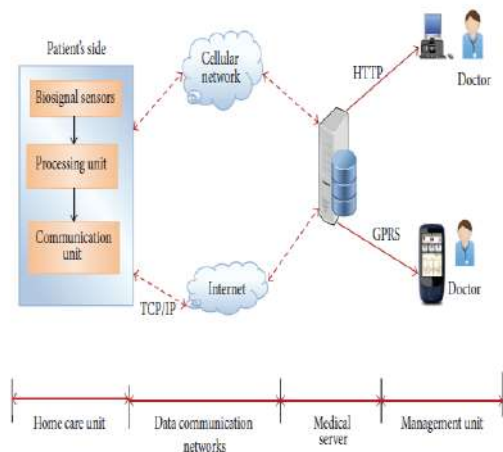 Patient's side
Biosignal sensors
Processing unit
Communication
unit
Cellular
network
Internet
TCP/IP
HTTP
GPRS
Doctor
Doctor
Home care unit
Data communication
networks
Medical
server
Management unit